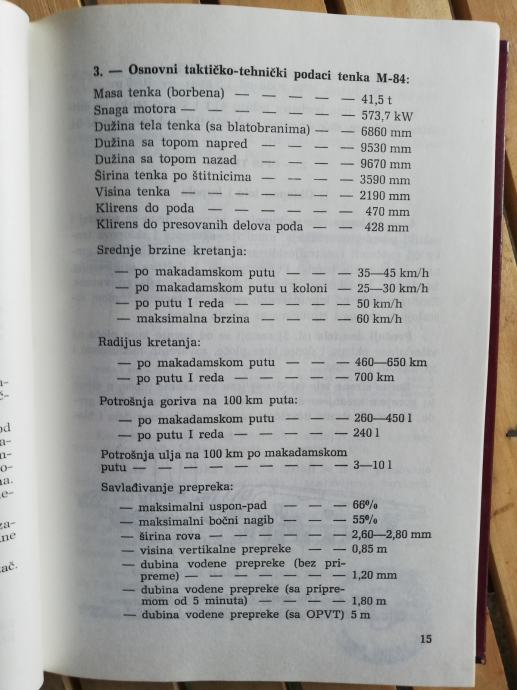 3. — Osnovni taktičko-tehnički podaci tenka M-84:
Masa tenka (borbena) — — — — — 41,5 t
Snaga motora — — — — — — — 573,7 kW
Dužina tela tenka (sa blatobranima) — — 6860 mm
Dužina sa topom napred — — — — 9530 mm
Dužina sa topom nazad — — — — 9670 mm
Širina tenka po štitnicima — — — — 3590 mm
Visina tenka — — — — — — — 2190 mm
Klirens do poda — — — — — — 470 mm
Klirens do presovanih delova poda — — 428 mm
Srednje brzine kretanja:
— po makadamskom putu — — — 35—45 km/h
— po makadamskom putu u koloni — 25—30 km/h
— po putu I reda — — — — — 50 km/h
— maksimalna brzina — — — — 60 km/h
Radijus kretanja:
— po makadamskom putu — — — 460—650 km
— po putu I reda — — — — — 700 km
Potrošnja goriva na 100 km puta:
— po makadamskom putu — — — 260—450 l
— po putu I reda — — — — — 240 l
Potrošnja ulja na 100 km po makadamskom
putu — — — — — — — — — 3—10 l
Savlađivanje prepreka:
— maksimalni uspon-pad — — — 66%
— maksimalni bočni nagib — — — 55%
— širina rova — — — — — — 2,60—2,80 mm
— visina vertikalne prepreke — — 0,85 m
— dubina vodene prepreke (bez pri-
preme) — — — — — — — 1,20 mm
— dubina vodene prepreke (sa pripre-
mom od 5 minuta) — — — — 1,80 m
— dubina vodene prepreke (sa OPVT) 5 m
15